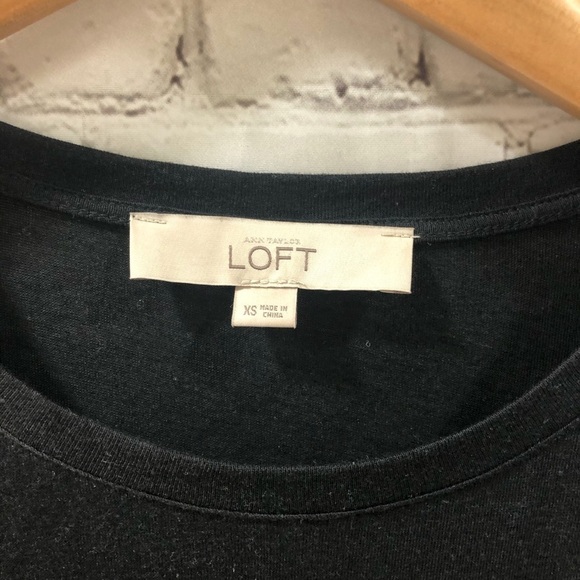 ANN TAYLOR
LOFT
XS MADE IN
CHINA